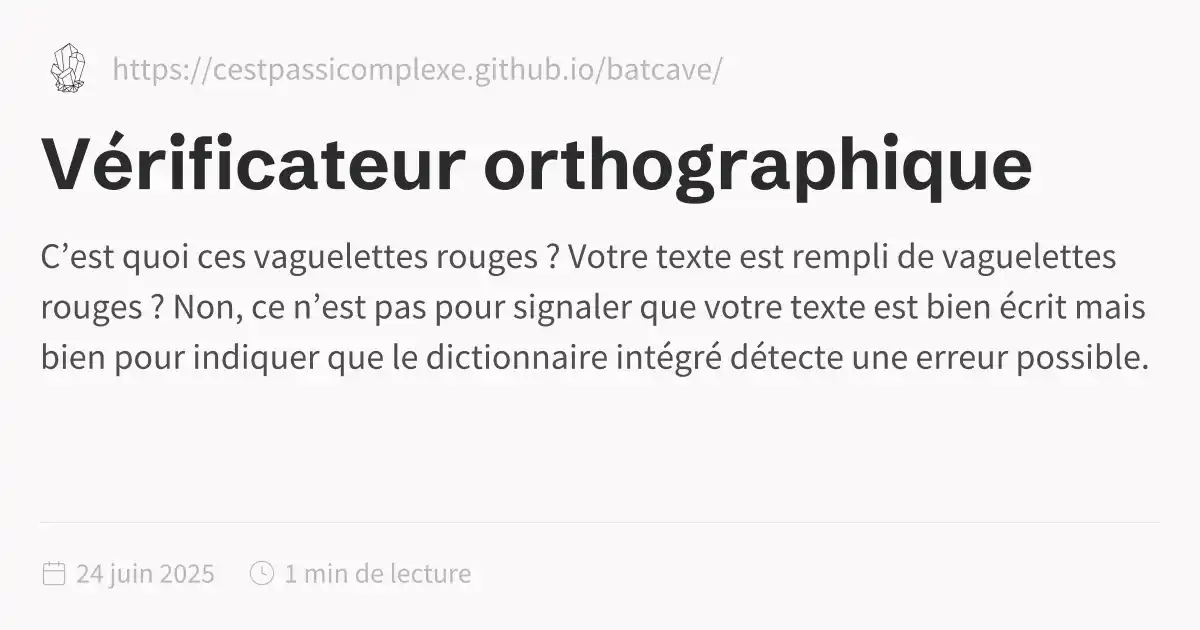 https://cestpassicomplexe.github.io/batcave/
Vérificateur orthographique
C’est quoi ces vaguelettes rouges ? Votre texte est rempli de vaguelettes
rouges ? Non, ce n’est pas pour signaler que votre texte est bien écrit mais
bien pour indiquer que le dictionnaire intégré détecte une erreur possible.
24 juin 2025
1 min de lecture